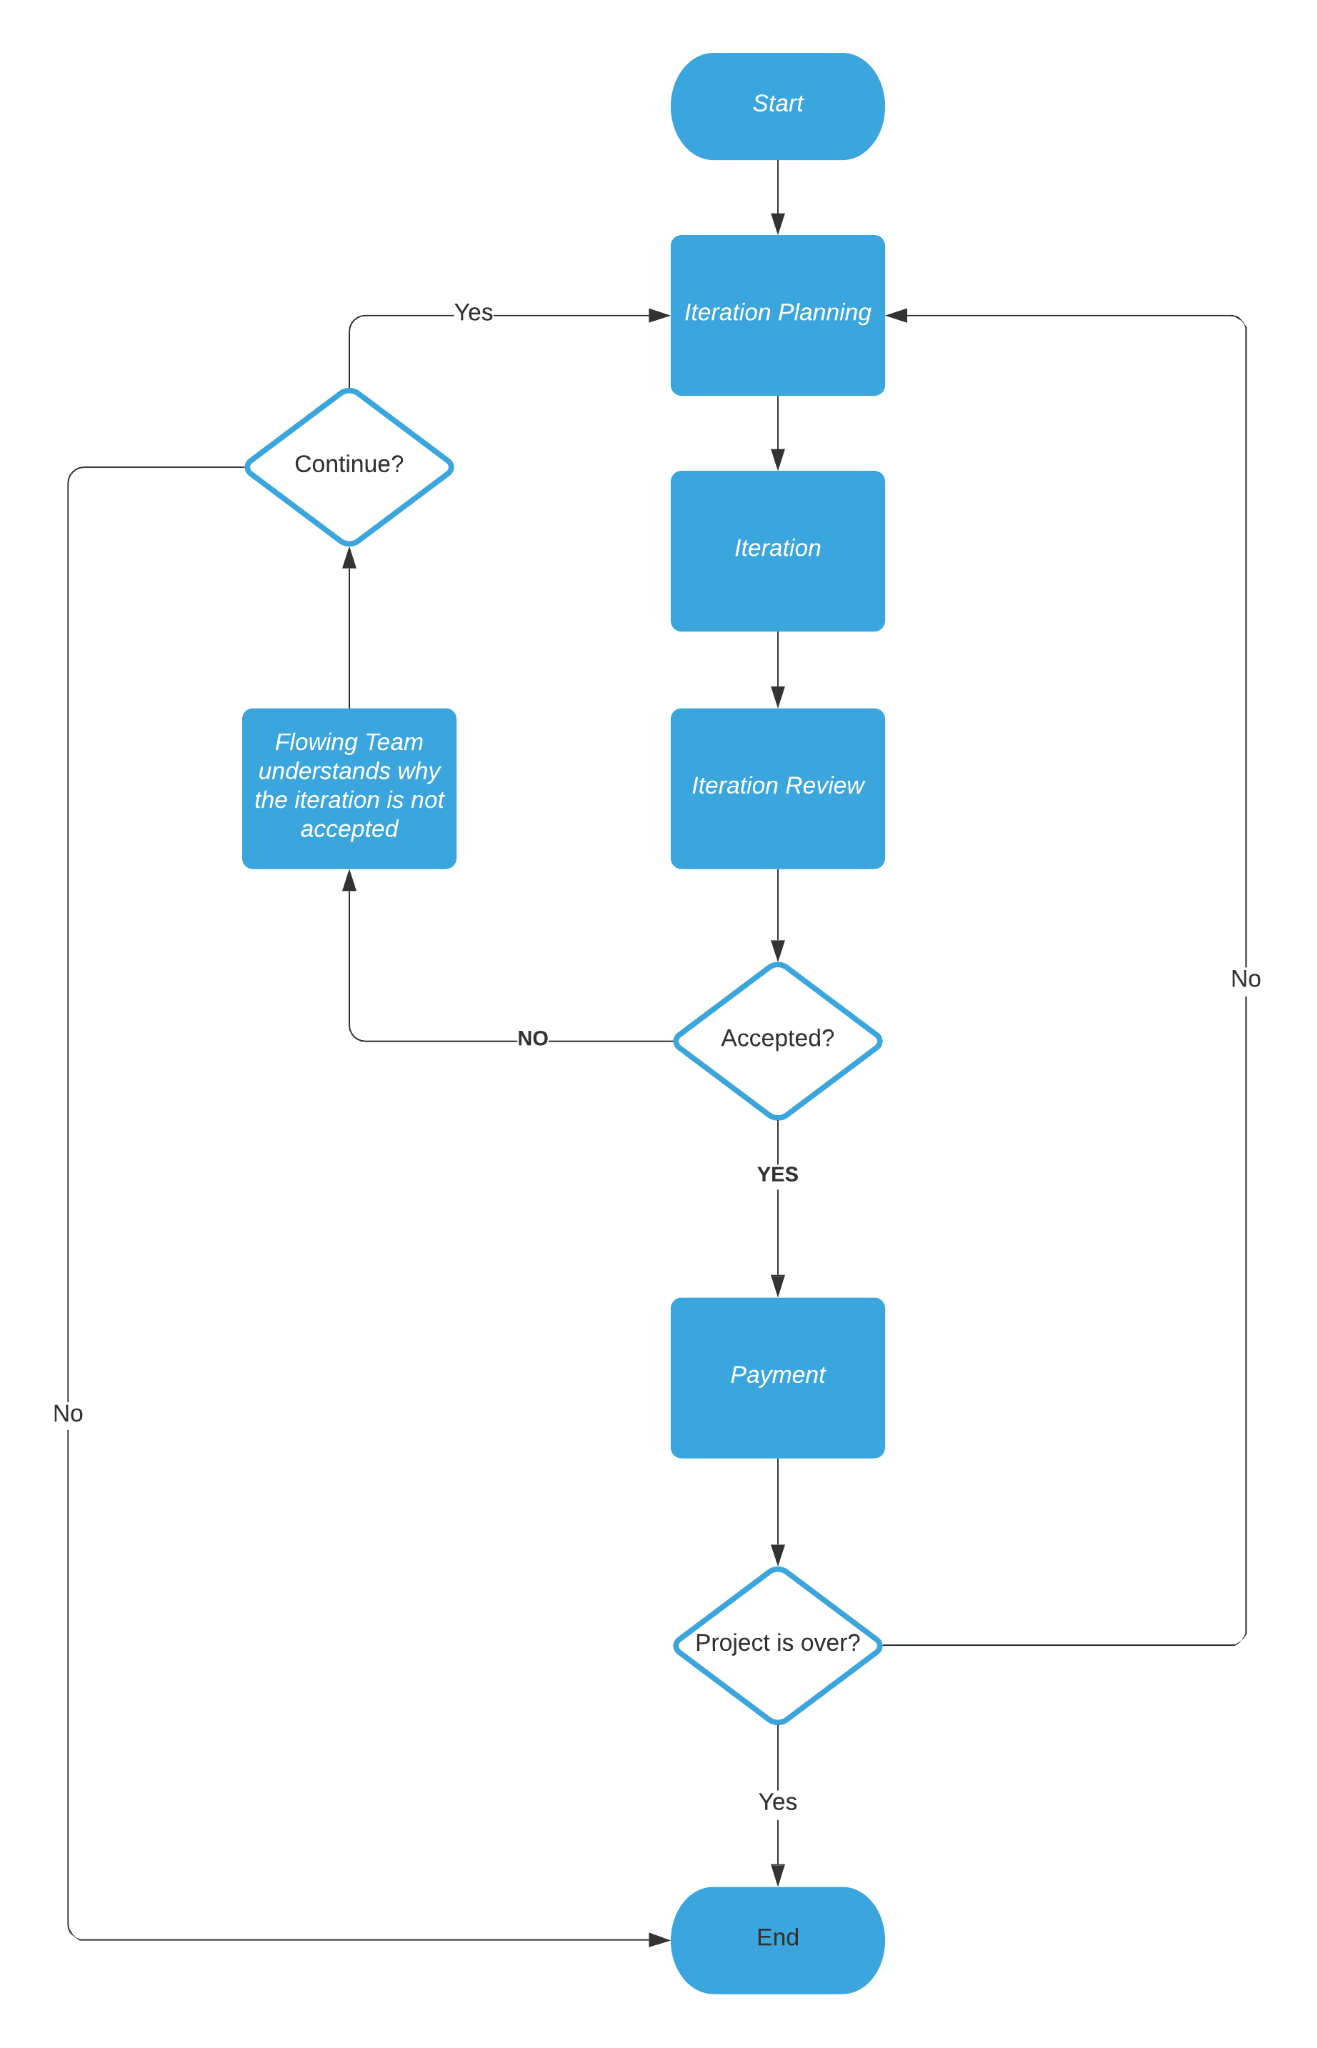 Start
Yes
Iteration Planning
Continue?
Iteration
Flowing Team
understands why
the iteration is not
accepted
Iteration Review
No
NO
Accepted?
YES
Payment
No
Project is over?
Yes
End